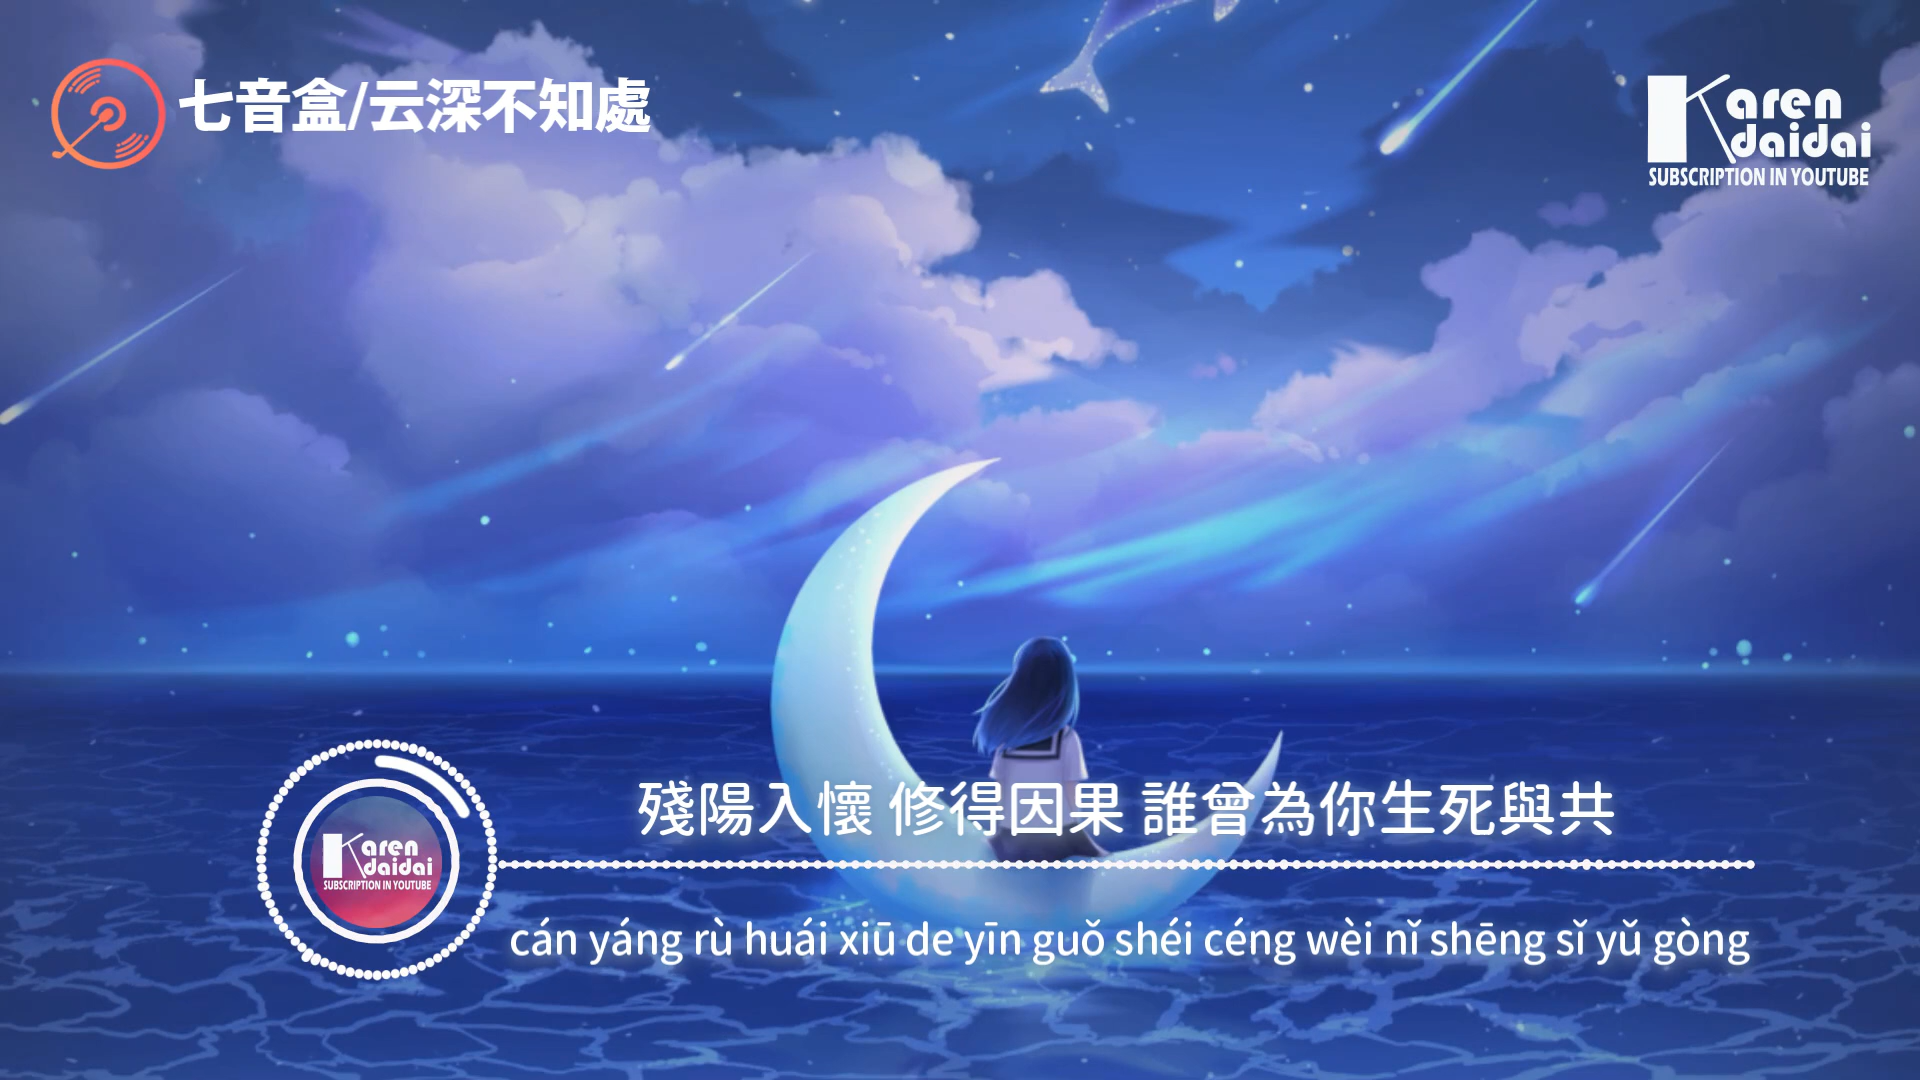 七音盒/云深不知處
Karen
daidai
SUBSCRIPTION IN YOUTUBE
殘陽入懷 修得因果 誰曾為你生死與共
Karen
daidai
SUBSCRIPTION IN YOUTUBE
cán yáng rù huái xiū de yīn guǒ shéi céng wèi nǐ shēng sǐ yǔ gòng